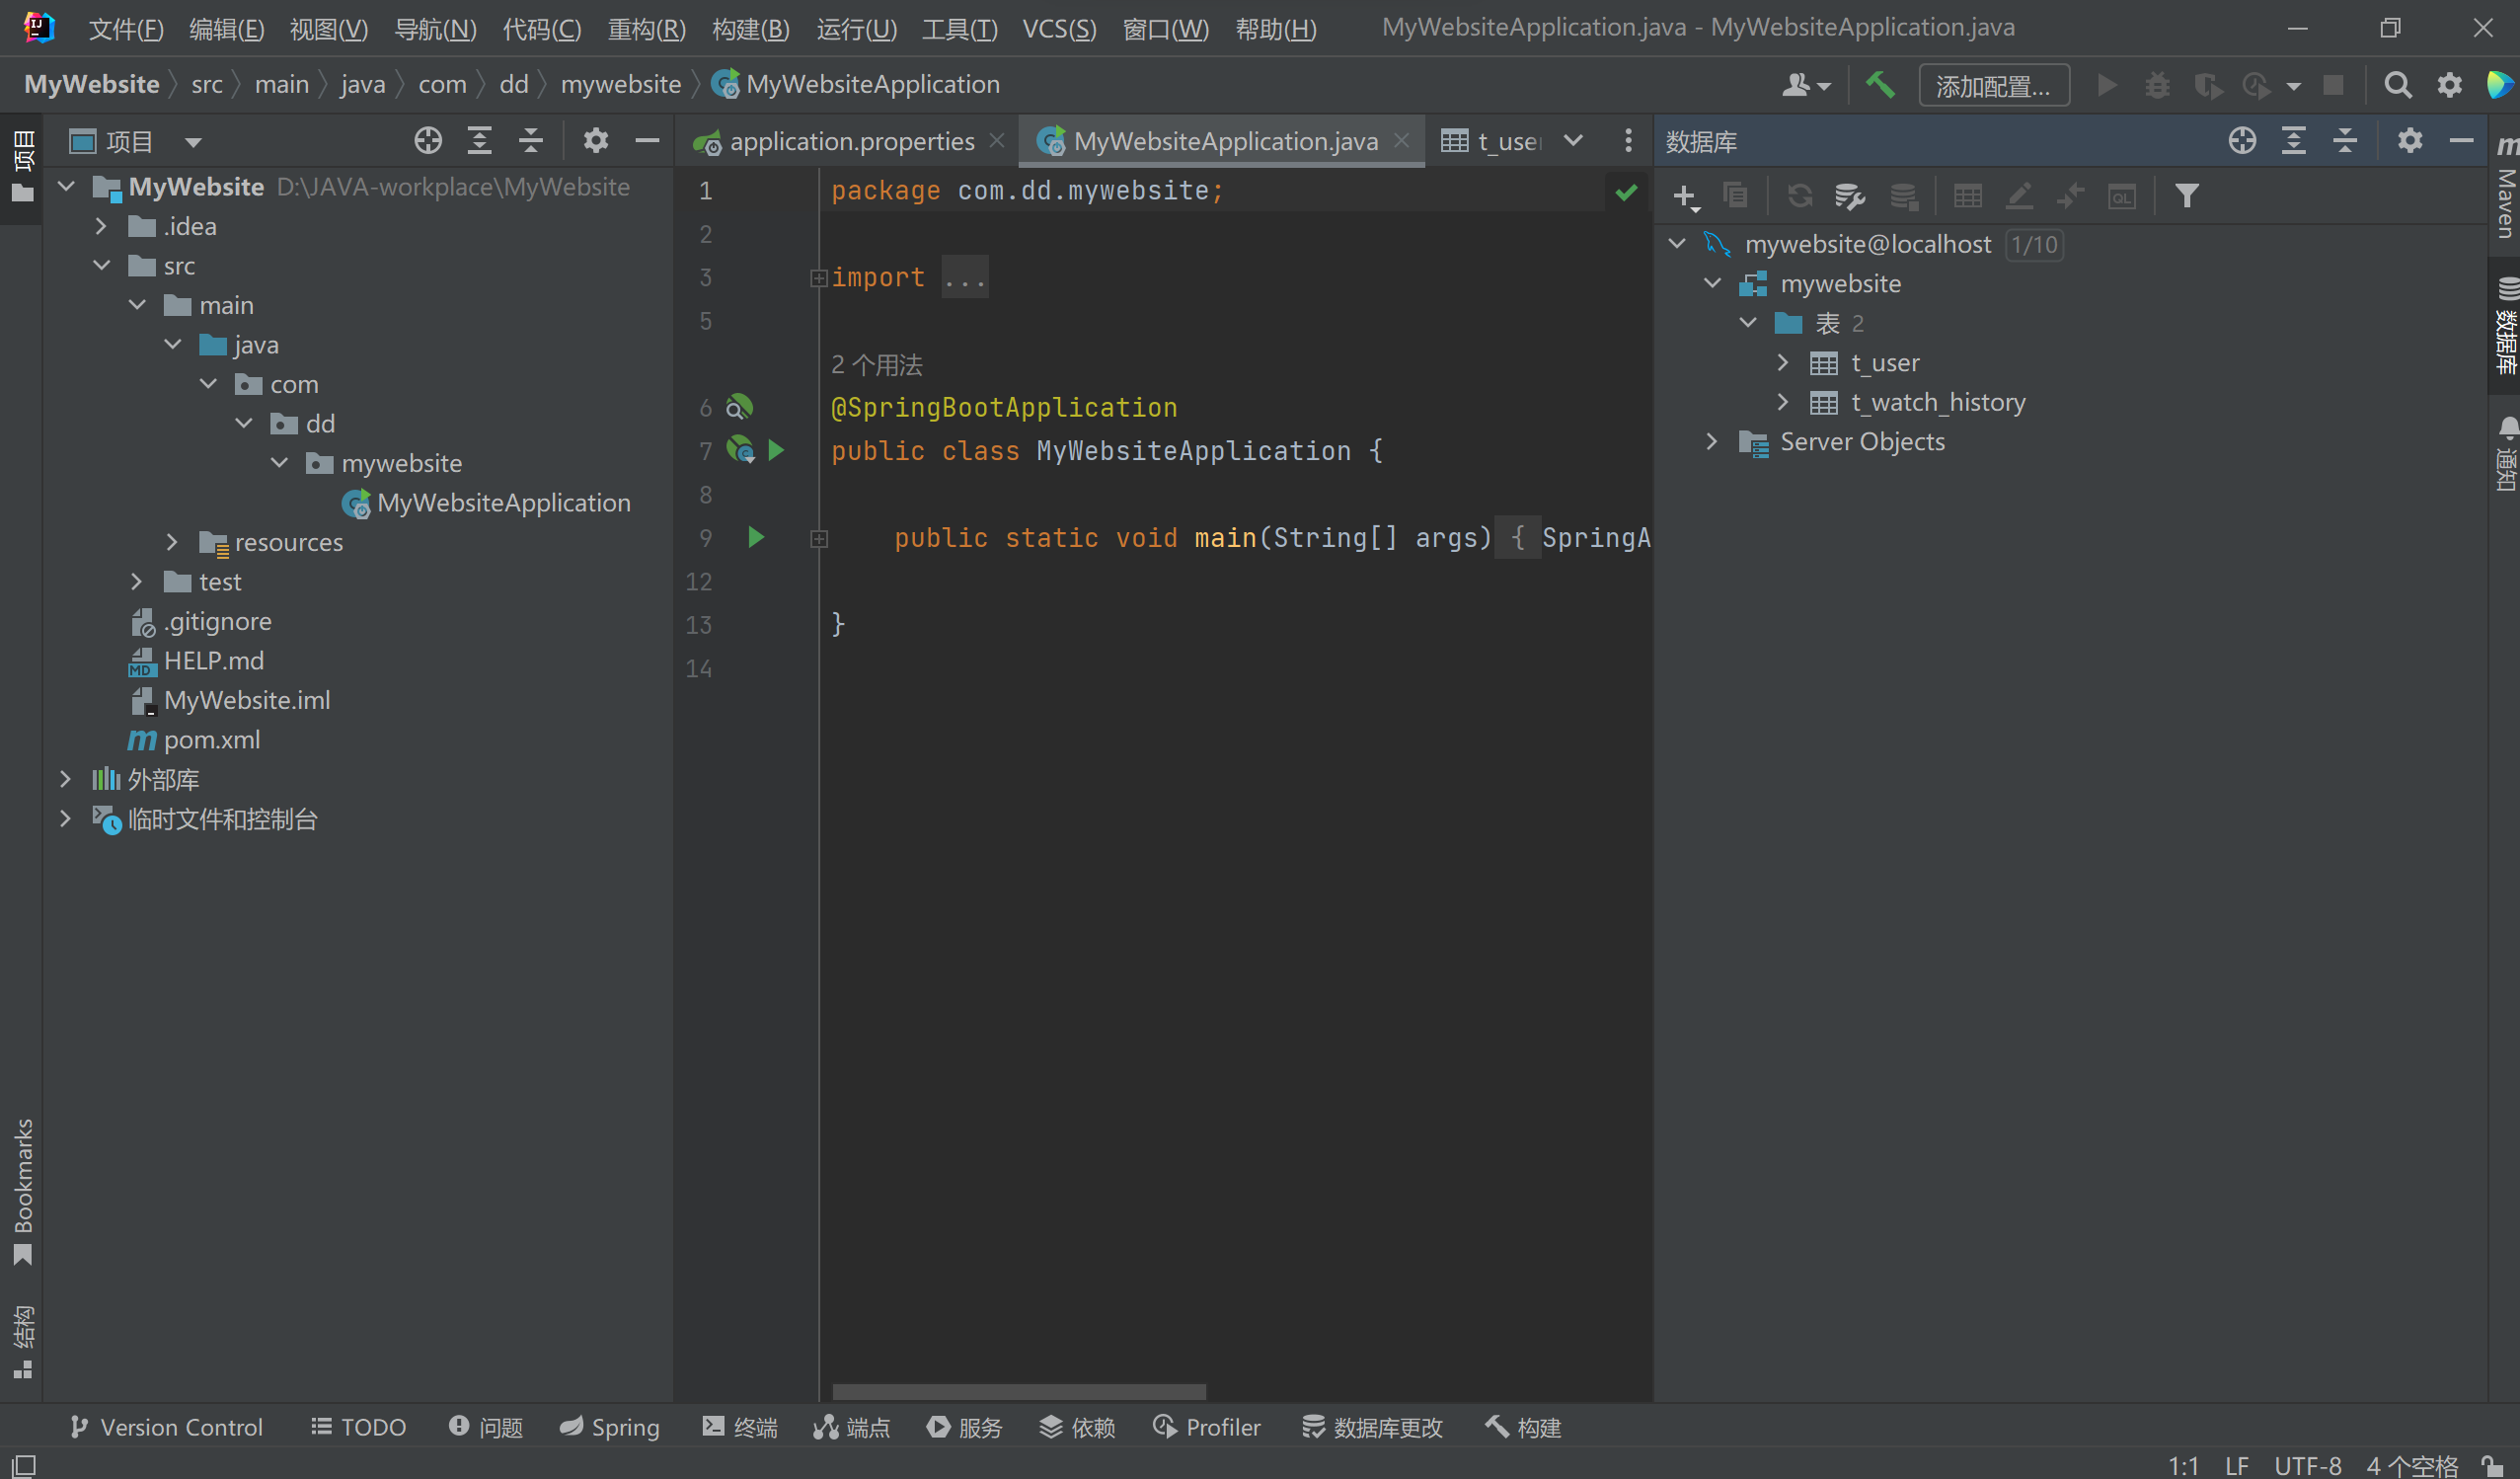 文件(F) 编辑(E) 视图(V) 导航(N) 代码(C) 重构(R) 构建(B) 运行(U) 工具(T) VCS(S) 窗口(W) 帮助(H) MyWebsiteApplication.java - MyWebsiteApplication.java
MyWebsite src main java com dd mywebsite MyWebsiteApplication 添加配置...
项目
项目
MyWebsite D:\JAVA-workplace\MyWebsite
.idea
src
main
java
com
dd
mywebsite
MyWebsiteApplication
resources
test
.gitignore
MD HELP.md
MyWebsite.iml
m pom.xml
外部库
临时文件和控制台
Bookmarks
结构
application.properties MyWebsiteApplication.java t_use
1 package com.dd.mywebsite;
2
3 import ...
5
2 个用法
6 @SpringBootApplication
7 public class MyWebsiteApplication {
8
9 public static void main(String[] args) { SpringA
12
13 }
14
数据库
QL
mywebsite@localhost 1/10
mywebsite
表 2
t_user
t_watch_history
Server Objects
m Maven
数据库
通知
Version Control TODO 问题 Spring 终端 端点 服务 依赖 Profiler 数据库更改 构建
1:1 LF UTF-8 4 个空格